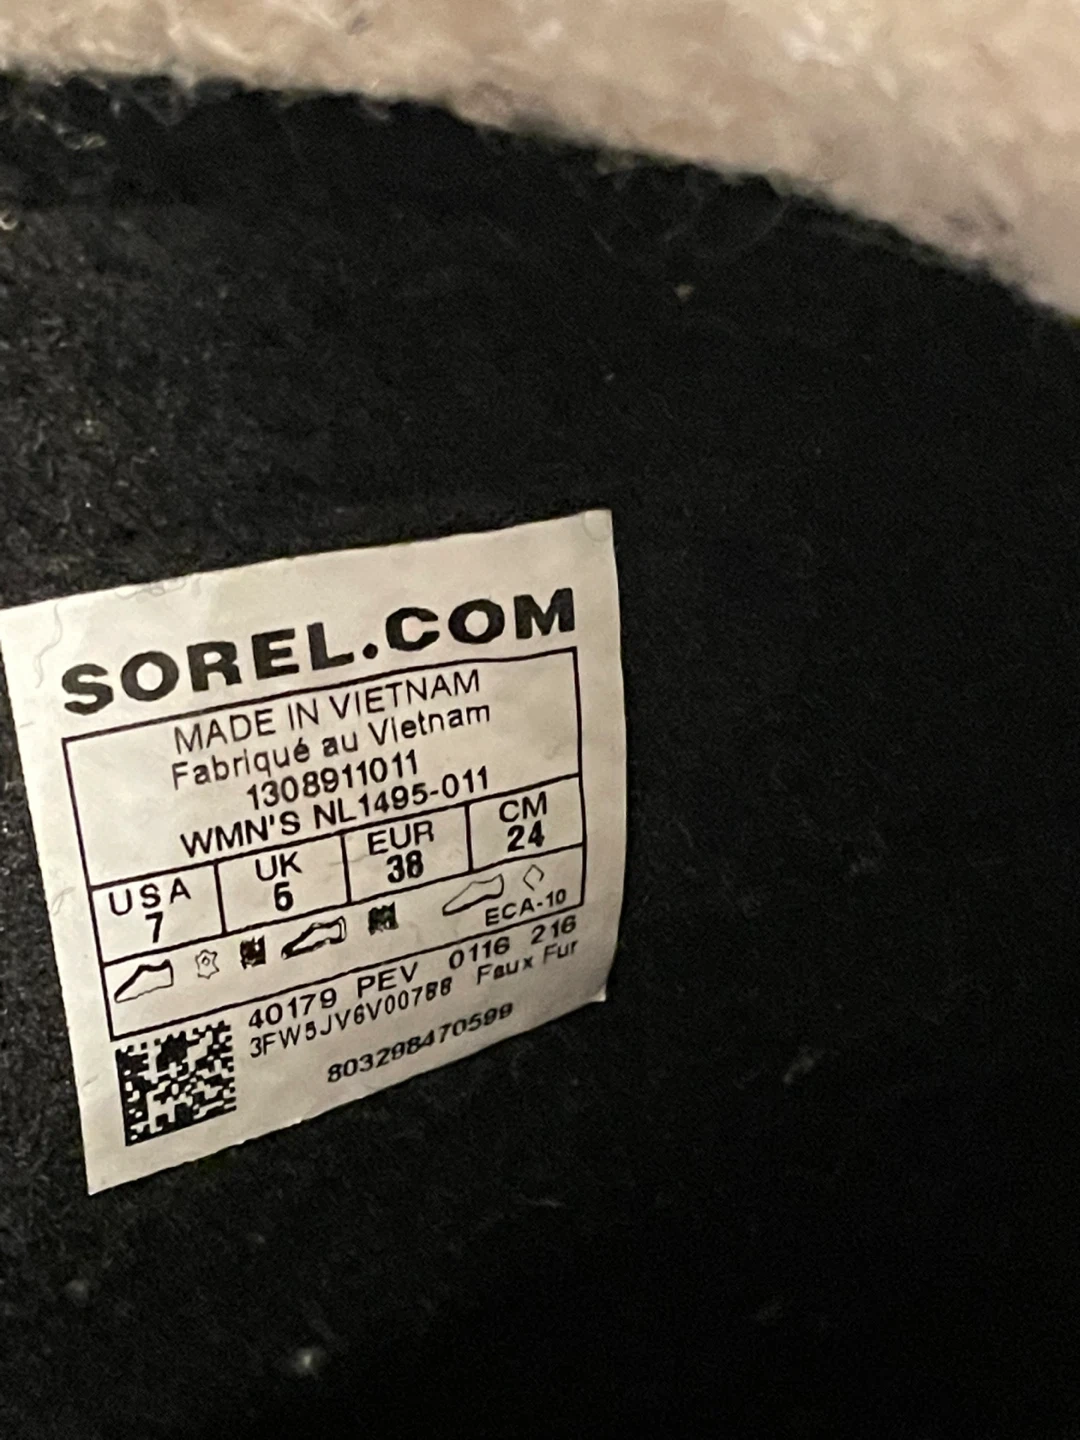 SOREL.COM
MADE IN VIETNAM
Fabriqué au Vietnam
1308911011
WMN'S NL1495-011
USA UK EUR CM
7 5 38 24
ECA-10
40179 PEV 0116 216
3FW5JV6V00788 Faux Fur
803298470599